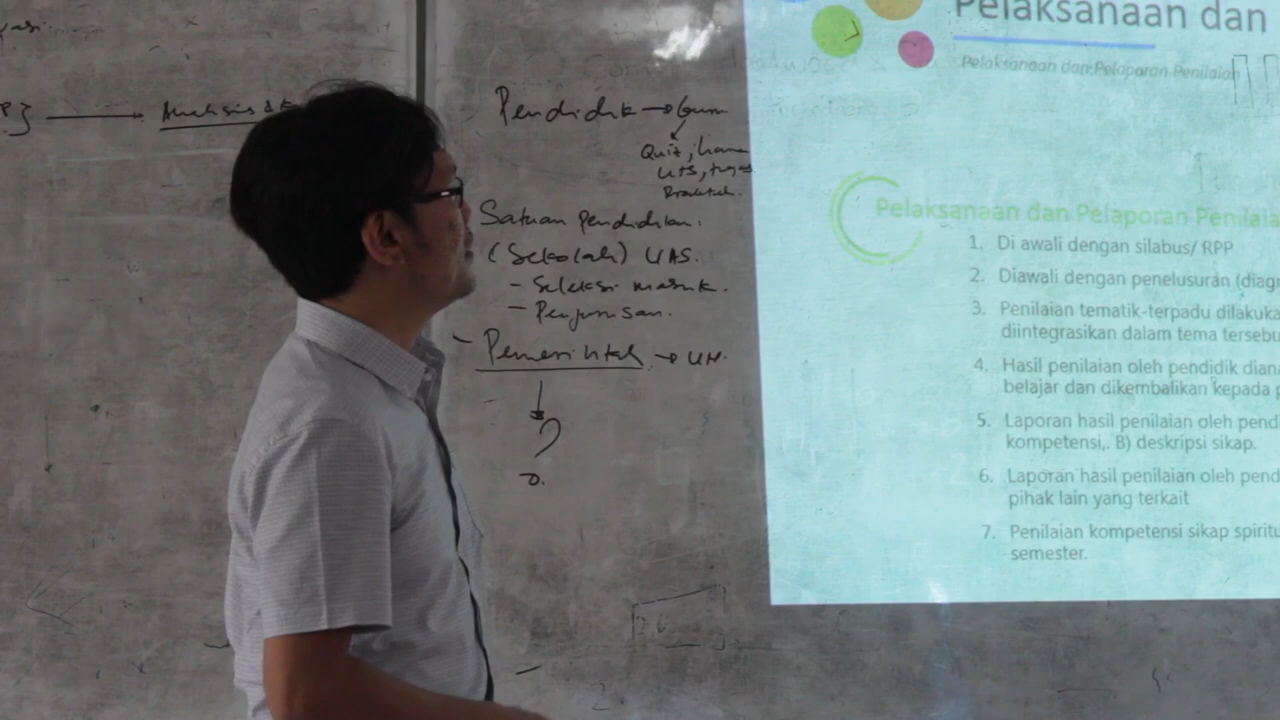 Analisis
Pendidik → Guru
Quiz,
UTS, tugas
Satuan pendidikan.
(Sekolah) UAS.
- Seleksi masuk.
- Penjurusan.
- Pemerintah → UN.
?
Pelaksanaan dan
Pelaksanaan dan Pelaporan Penilaian
Pelaksanaan dan Pelaporan Penilaia
1. Di awali dengan silabus/ RPP
2. Diawali dengan penelusuran (diagn
3. Penilaian tematik-terpadu dilakuka
diintegrasikan dalam tema tersebu
4. Hasil penilaian oleh pendidik diana
belajar dan dikembalikan kepada p
5. Laporan hasil penilaian oleh pend
kompetensi,. B) deskripsi sikap.
6. Laporan hasil penilaian oleh pend
pihak lain yang terkait
7. Penilaian kompetensi sikap spiritu
semester.